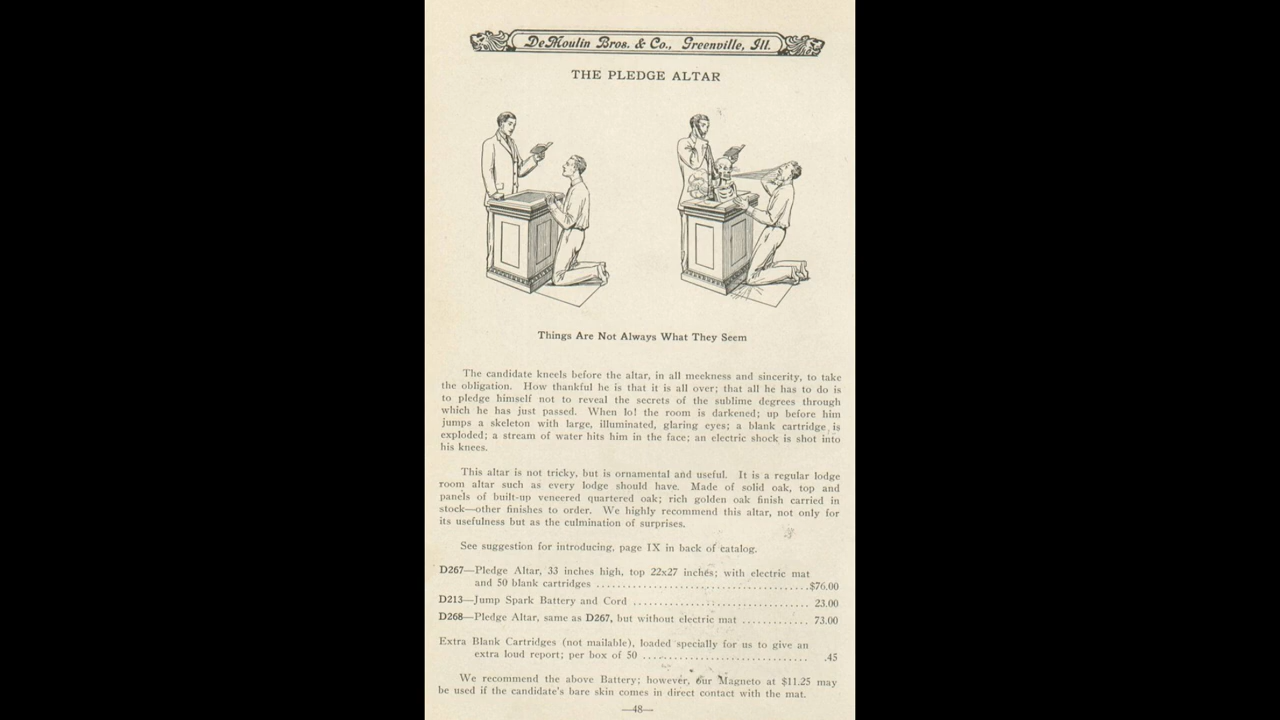 DeMoulin Bros. & Co., Greenville, Ill.
THE PLEDGE ALTAR
Things Are Not Always What They Seem
The candidate kneels before the altar, in all meekness and sincerity, to take
the obligation. How thankful he is that it is all over; that all he has to do is
to pledge himself not to reveal the secrets of the sublime degrees through
which he has just passed. When lo! the room is darkened; up before him
jumps a skeleton with large, illuminated, glaring eyes; a blank cartridge is
exploded; a stream of water hits him in the face; an electric shock is shot into
his knees.
This altar is not tricky, but is ornamental and useful. It is a regular lodge
room altar such as every lodge should have. Made of solid oak, top and
panels of built-up veneered quartered oak; rich golden oak finish carried in
stock—other finishes to order. We highly recommend this altar, not only for
its usefulness but as the culmination of surprises.
See suggestion for introducing, page IX in back of catalog.
D267—Pledge Altar, 33 inches high, top 22x27 inches; with electric mat
and 50 blank cartridges ........................................ $76.00
D213—Jump Spark Battery and Cord ................................. 23.00
D268—Pledge Altar, same as D267, but without electric mat ............. 73.00
Extra Blank Cartridges (not mailable), loaded specially for us to give an
extra loud report; per box of 50 ............................... .45
We recommend the above Battery; however, our Magneto at $11.25 may
be used if the candidate's bare skin comes in direct contact with the mat.
—48—